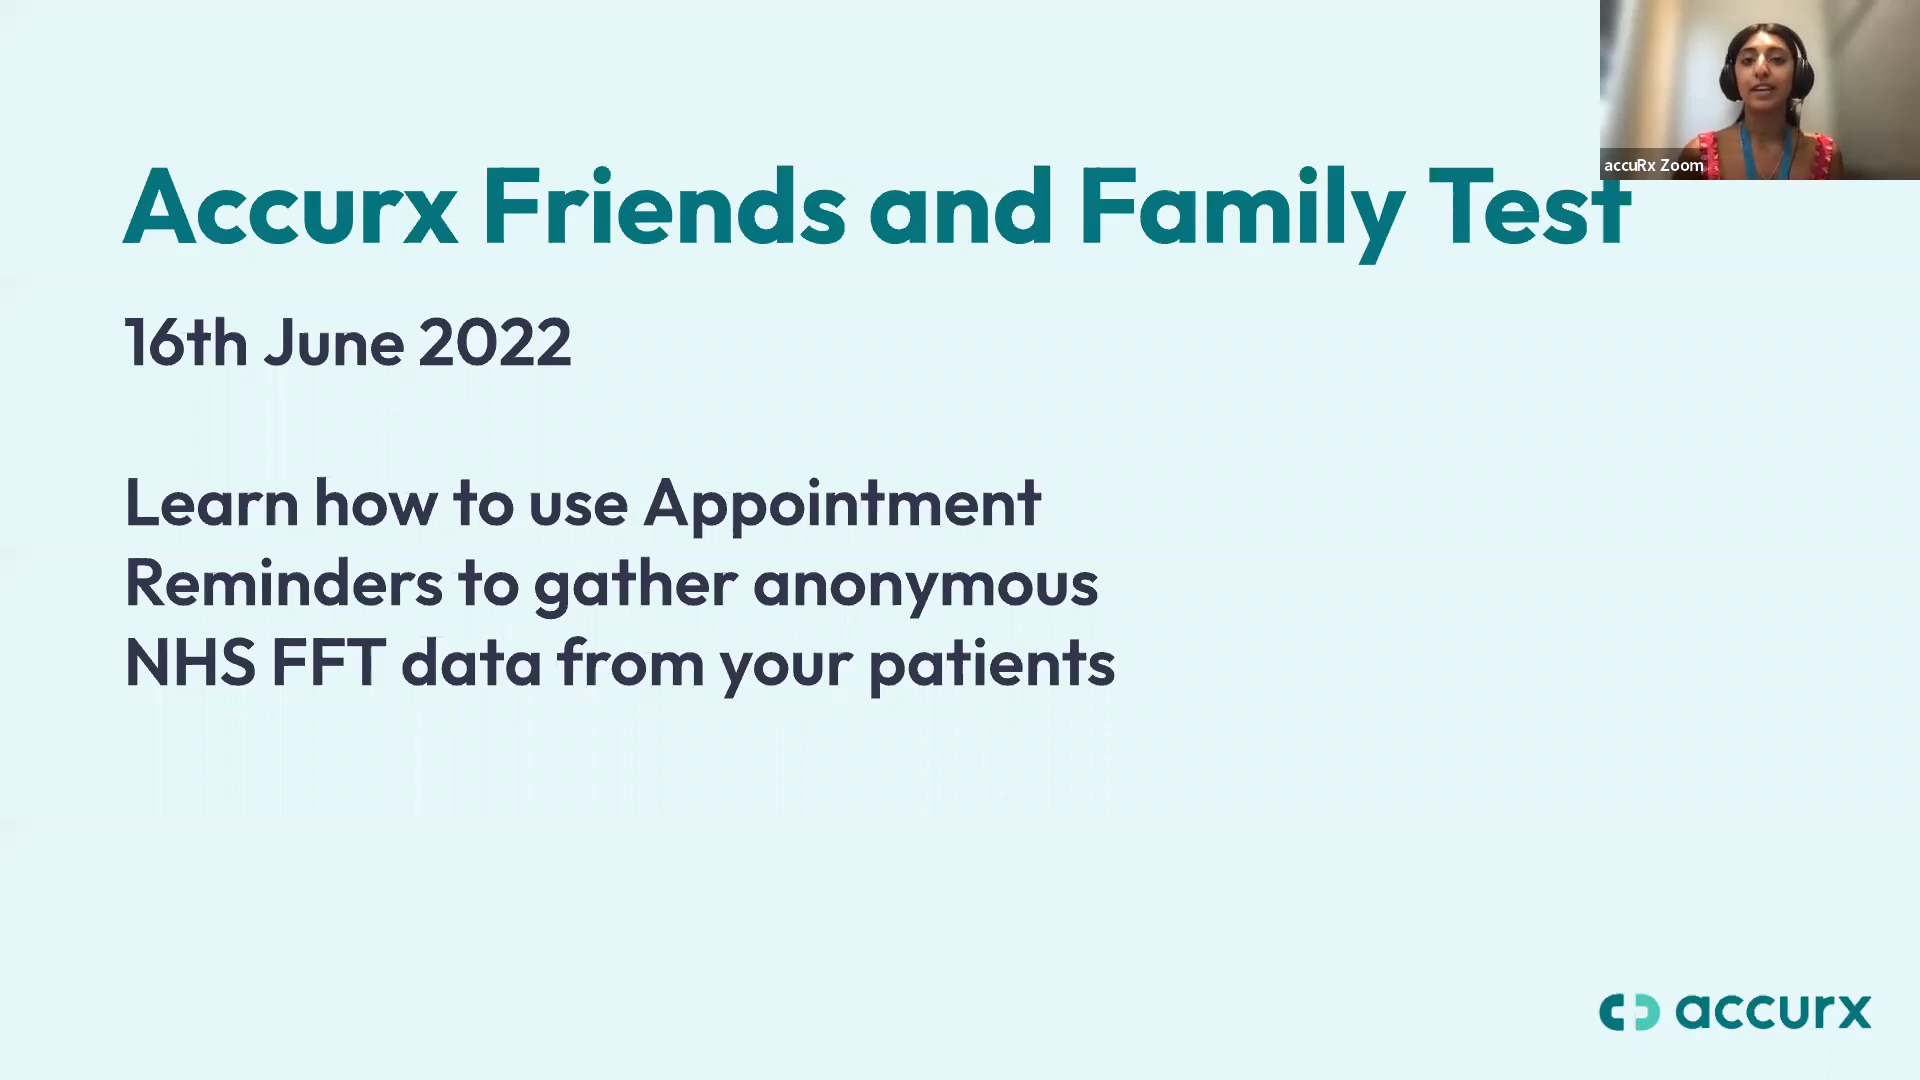 accuRx Zoom
Accurx Friends and Family Test
16th June 2022
Learn how to use Appointment
Reminders to gather anonymous
NHS FFT data from your patients
accurx